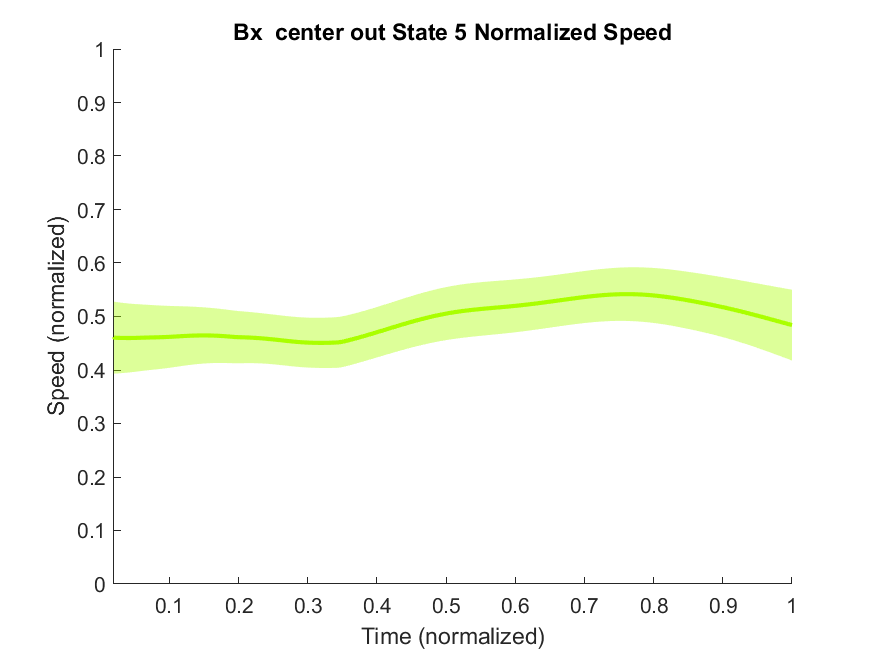 Bx  center out State 5 Normalized Speed
1
0.9
0.8
0.7
0.6
0.5
0.4
0.3
0.2
0.1
0
Speed (normalized)
0.1 0.2 0.3 0.4 0.5 0.6 0.7 0.8 0.9 1
Time (normalized)